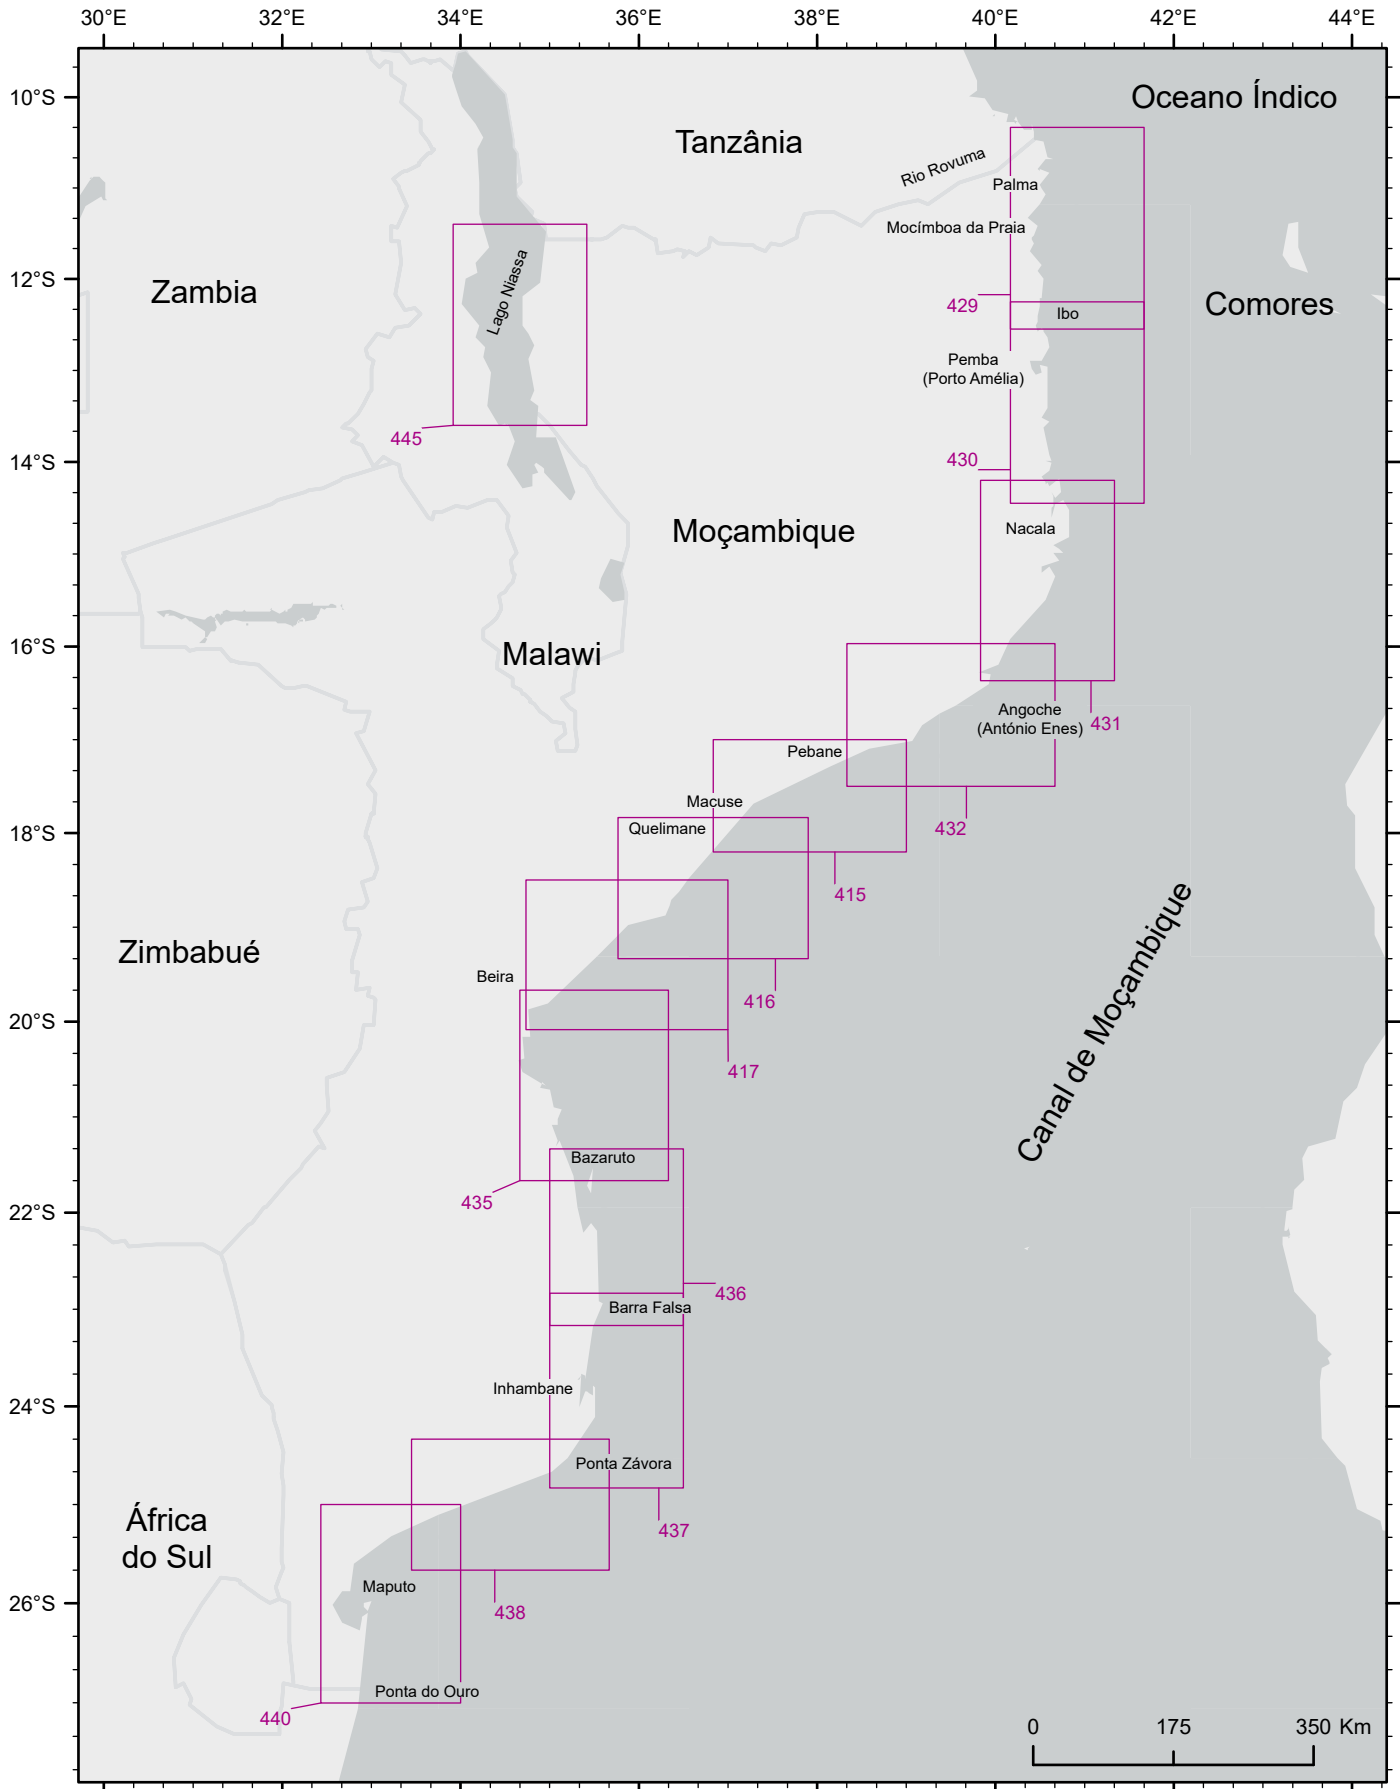 30°E 32°E 34°E 36°E 38°E 40°E 42°E 44°E
10°S
Oceano Índico
Tanzânia
Rio Rovuma
Palma
Mocímboa da Praia
Lago Niassa
12°S
Zambia
429
Comores
Ibo
Pemba
(Porto Amélia)
445
14°S
430
Moçambique
Nacala
16°S
Malawi
Angoche
(António Enes)
431
Pebane
Macuse
Quelimane
18°S
432
415
Canal de Moçambique
Zimbabué
Beira
416
20°S
417
Bazaruto
435
22°S
436
Barra Falsa
Inhambane
24°S
Ponta Závora
África
do Sul
437
Maputo
26°S
438
Ponta do Ouro
440
0 175 350 Km